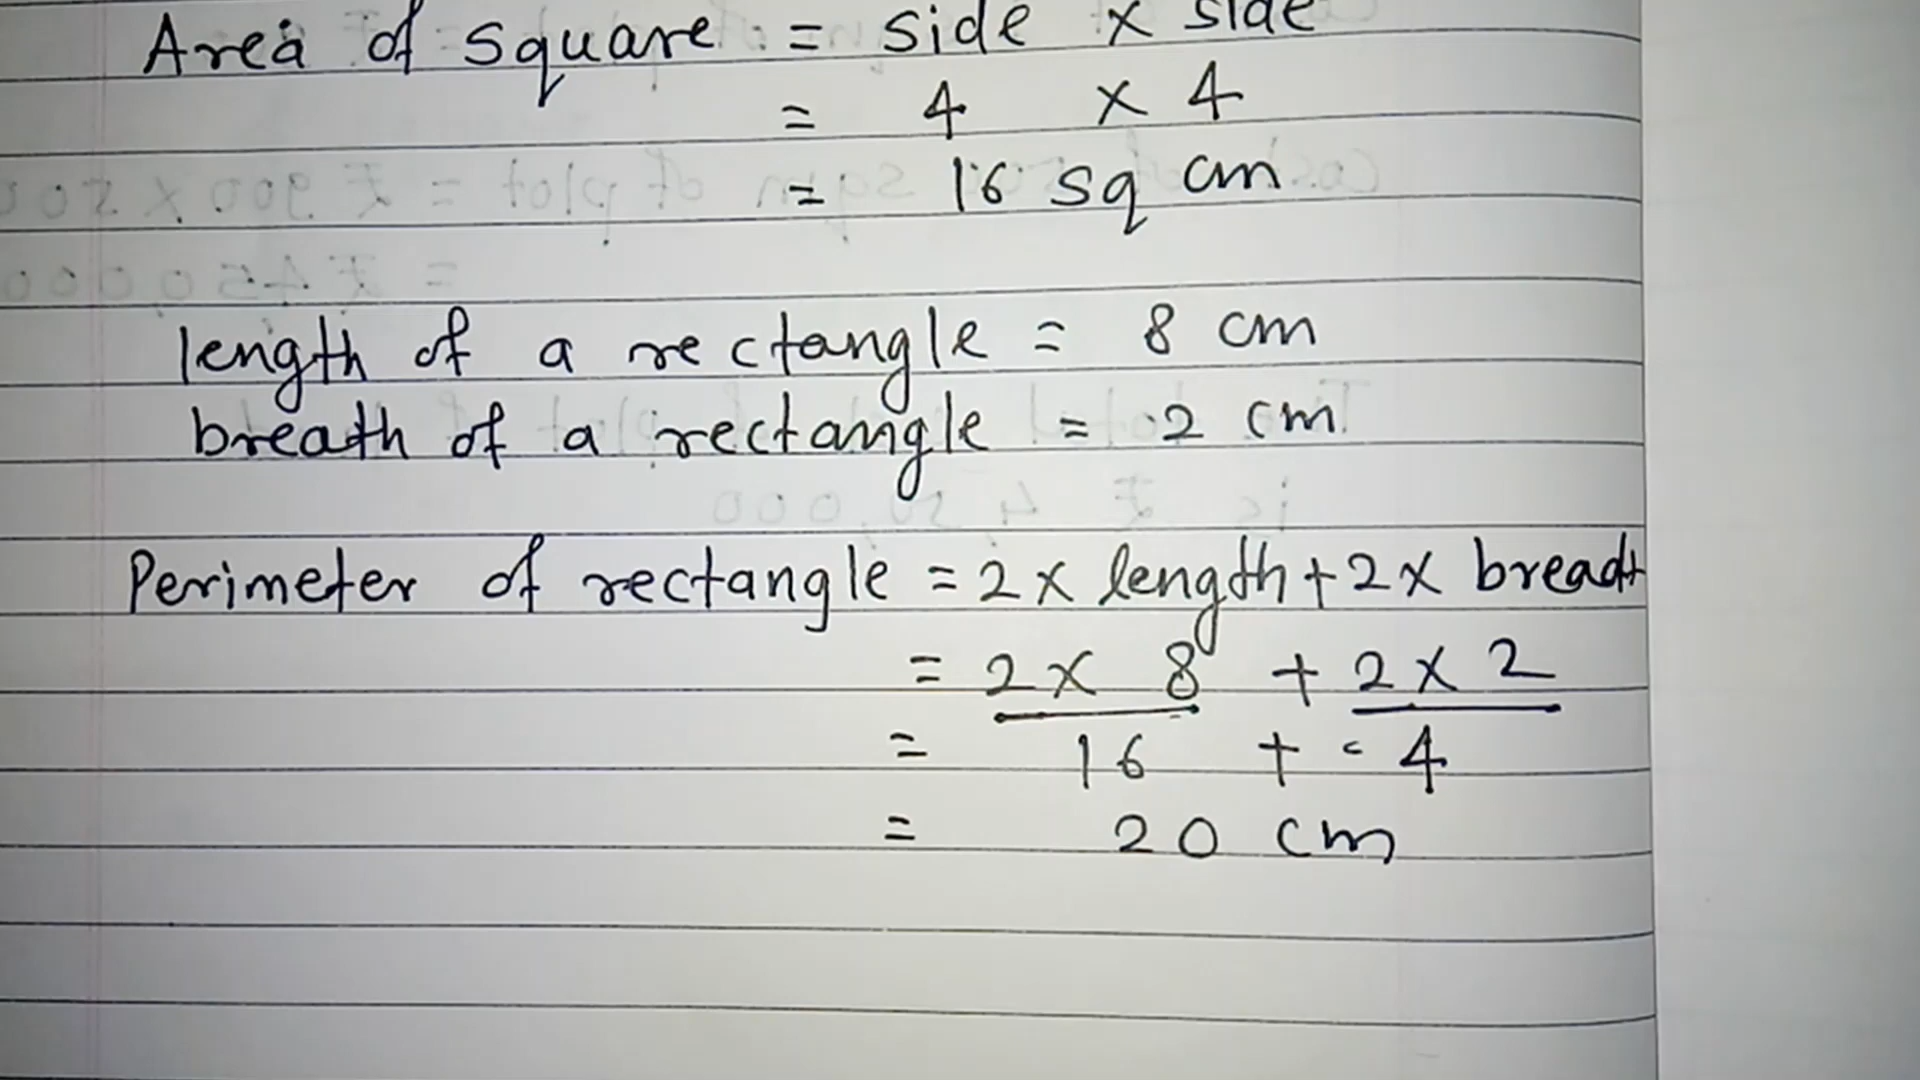 Area of square = side x side
= 4 x 4
= 16 sq cm
length of a rectangle = 8 cm
breath of a rectangle = 2 cm
Perimeter of rectangle = 2 x length + 2 x breadt
= 2 x 8 + 2 x 2
= 16 + 4
= 20 cm